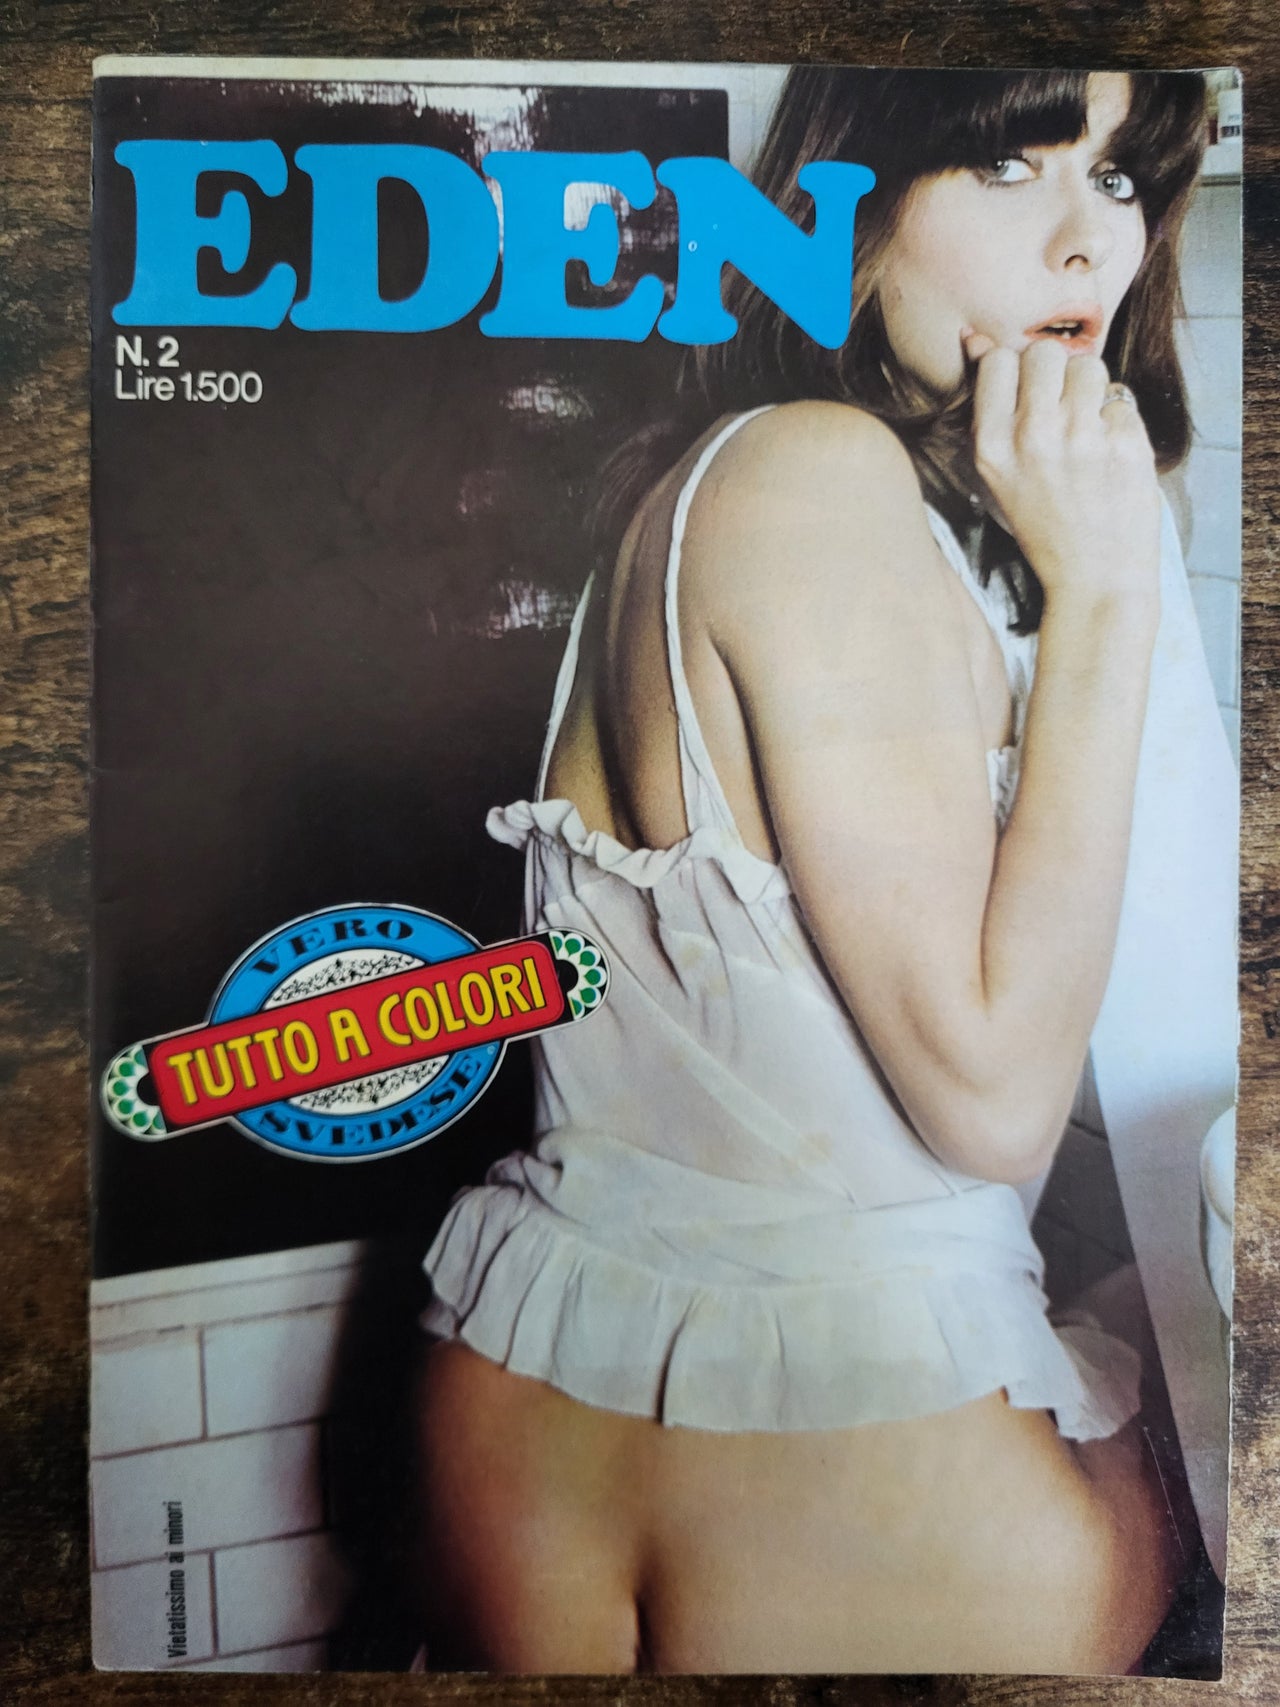 EDEN
N. 2
Lire 1.500
VERO
TUTTO A COLORI
SVEDESE
Vietatissimo ai minori